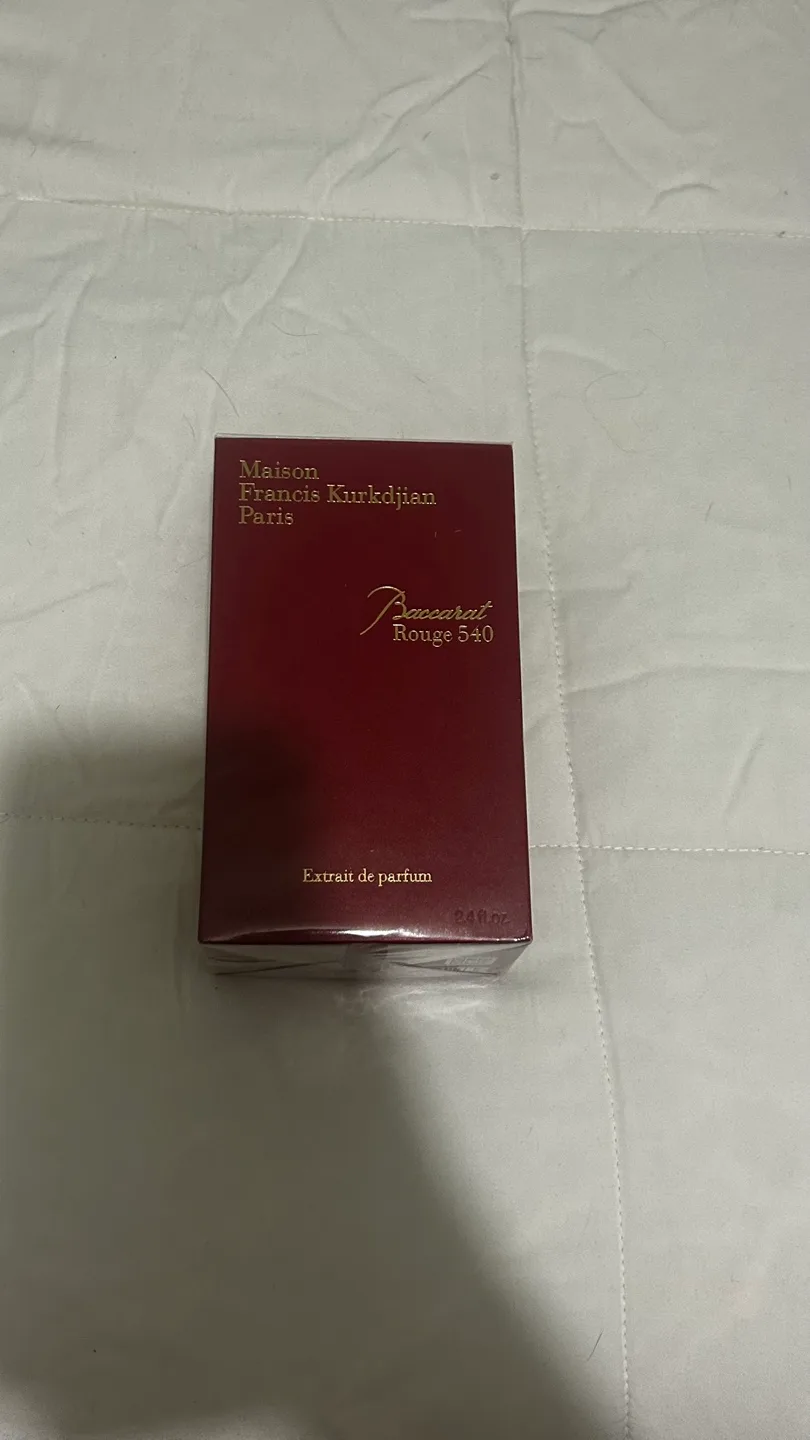 Maison
Francis Kurkdjian
Paris
Baccarat
Rouge 540
Extrait de parfum
2.4 fl.oz.